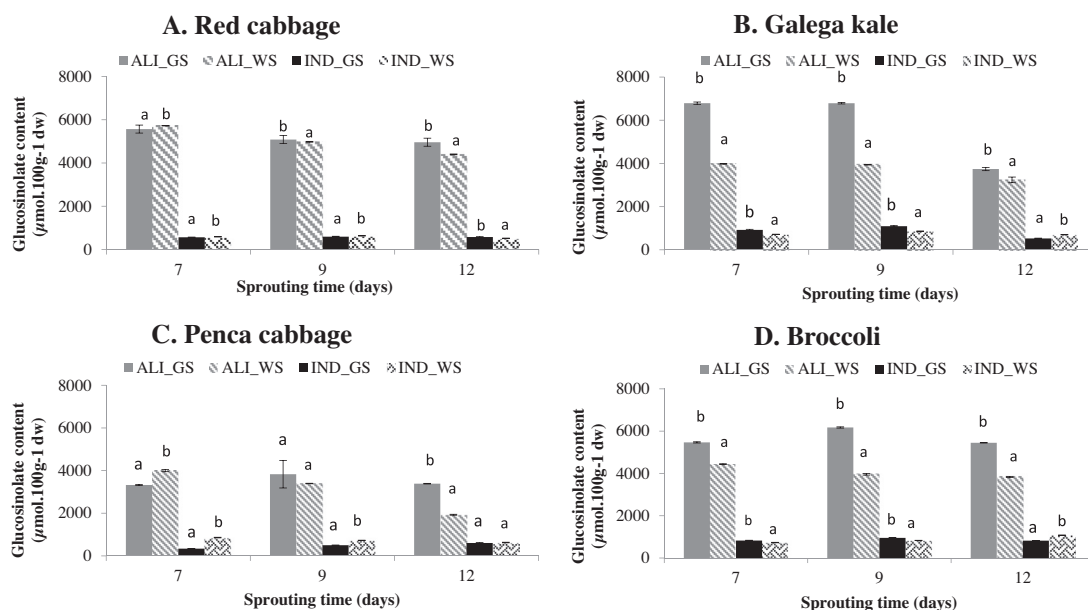 A. Red cabbage
ALI_GS ALI_WS IND_GS IND_WS
Glucosinolate content
(µmol.100g-1 dw)
8000
6000
4000
2000
0
a b a b
b a a b
b a b a
7 9 12
Sprouting time (days)
B. Galega kale
ALI_GS ALI_WS IND_GS IND_WS
Glucosinolate content
(µmol.100g-1 dw)
8000
6000
4000
2000
0
b a b a
b a b a
b a a b
7 9 12
Sprouting time (days)
C. Penca cabbage
ALI_GS ALI_WS IND_GS IND_WS
Glucosinolate content
(µmol.100g-1 dw)
8000
6000
4000
2000
0
a b a b
a a a b
b a a a
7 9 12
Sprouting time (days)
D. Broccoli
ALI_GS ALI_WS IND_GS IND_WS
Glucosinolate content
(µmol.100g-1 dw)
8000
6000
4000
2000
0
b a b a
b a b a
b a a b
7 9 12
Sprouting time (days)